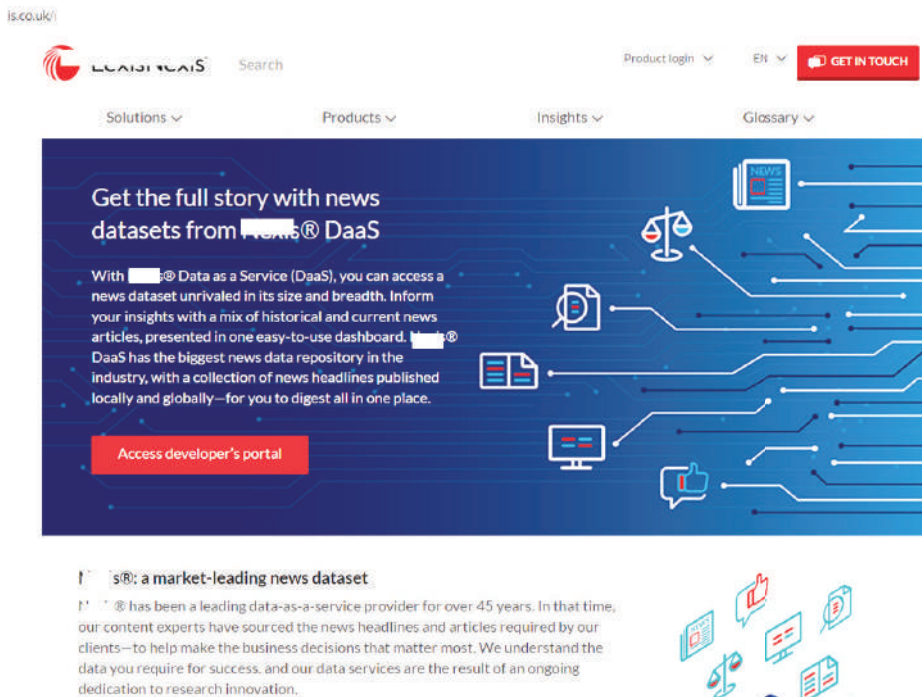 is.co.uk/
Search
Product login
EN
GET IN TOUCH
Solutions
Products
Insights
Glossary
Get the full story with news
datasets from s® DaaS
NEWS
With s® Data as a Service (DaaS), you can access a
news dataset unrivaled in its size and breadth. Inform
your insights with a mix of historical and current news
articles, presented in one easy-to-use dashboard. ®
DaaS has the biggest news data repository in the
industry, with a collection of news headlines published
locally and globally—for you to digest all in one place.
Access developer's portal
s®: a market-leading news dataset
® has been a leading data-as-a-service provider for over 45 years. In that time,
our content experts have sourced the news headlines and articles required by our
clients—to help make the business decisions that matter most. We understand the
data you require for success. and our data services are the result of an ongoing
dedication to research innovation.
NEWS